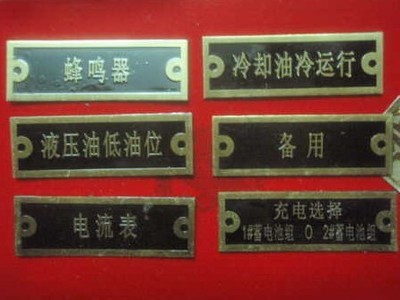 蜂鸣器
冷却油冷运行
液压油低油位
备用
电流表
充电选择
1#蓄电池组 O 2#蓄电池组